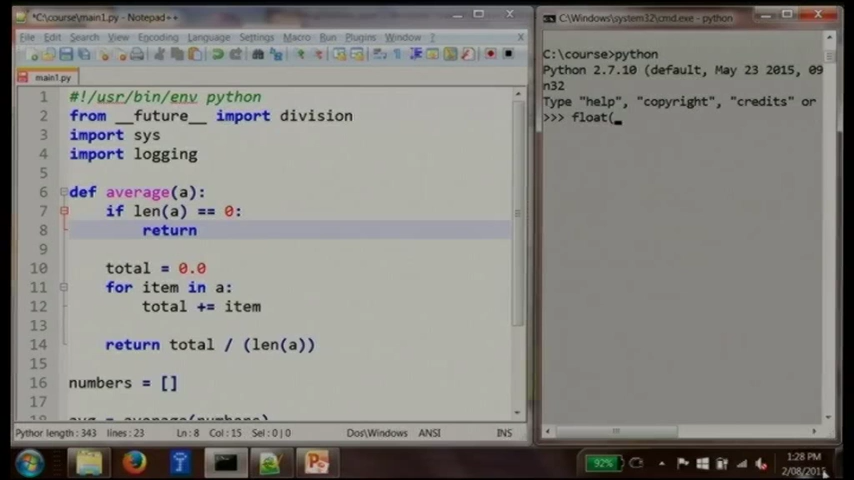 *C:\course\main1.py - Notepad++
File Edit Search View Encoding Language Settings Macro Run Plugins Window ?
main1.py
1 #!/usr/bin/env python
2 from __future__ import division
3 import sys
4 import logging
5
6 def average(a):
7 if len(a) == 0:
8 return
9
10 total = 0.0
11 for item in a:
12 total += item
13
14 return total / (len(a))
15
16 numbers = []
17
18 avg = average(numbers)
Python length : 343 lines : 23 Ln : 8 Col : 15 Sel : 0 | 0 Dos\Windows ANSI INS
C:\Windows\system32\cmd.exe - python
C:\course>python
Python 2.7.10 (default, May 23 2015, 09
n32
Type "help", "copyright", "credits" or
>>> float(_
92%
1:28 PM
2/08/2015